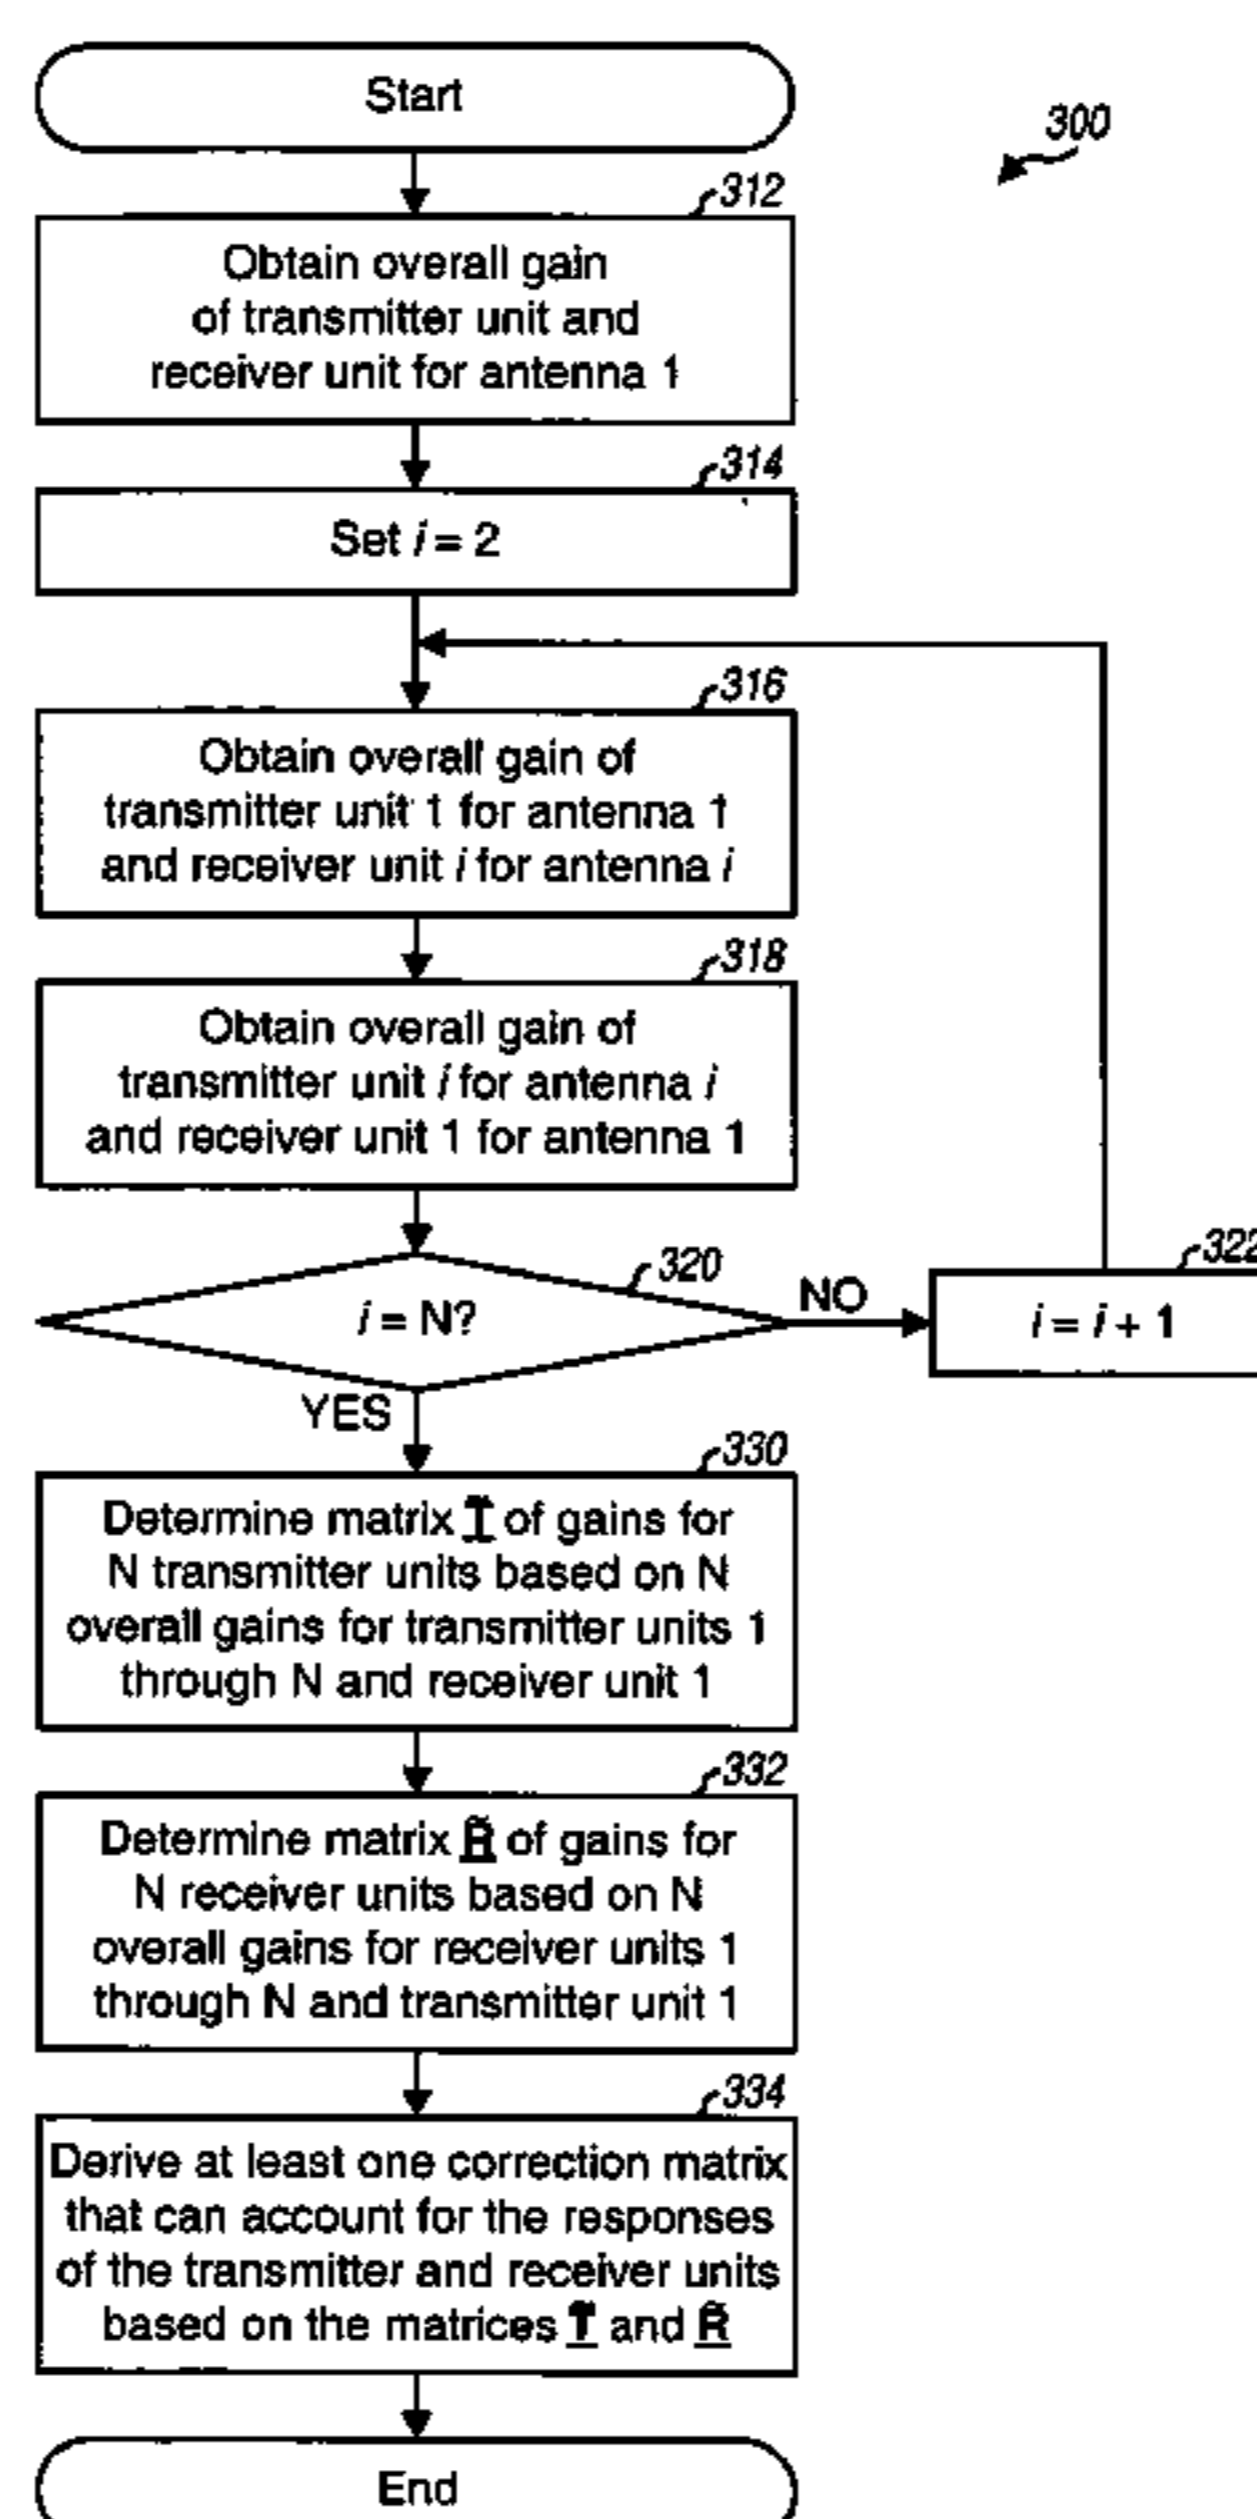 Start
300
312
Obtain overall gain
of transmitter unit and
receiver unit for antenna 1
314
Set i = 2
316
Obtain overall gain of
transmitter unit 1 for antenna 1
and receiver unit i for antenna i
318
Obtain overall gain of
transmitter unit i for antenna i
and receiver unit 1 for antenna 1
320
i = N?
NO
322
i = i + 1
YES
330
Determine matrix T̃ of gains for
N transmitter units based on N
overall gains for transmitter units 1
through N and receiver unit 1
332
Determine matrix R̃ of gains for
N receiver units based on N
overall gains for receiver units 1
through N and transmitter unit 1
334
Derive at least one correction matrix
that can account for the responses
of the transmitter and receiver units
based on the matrices T̃ and R̃
End